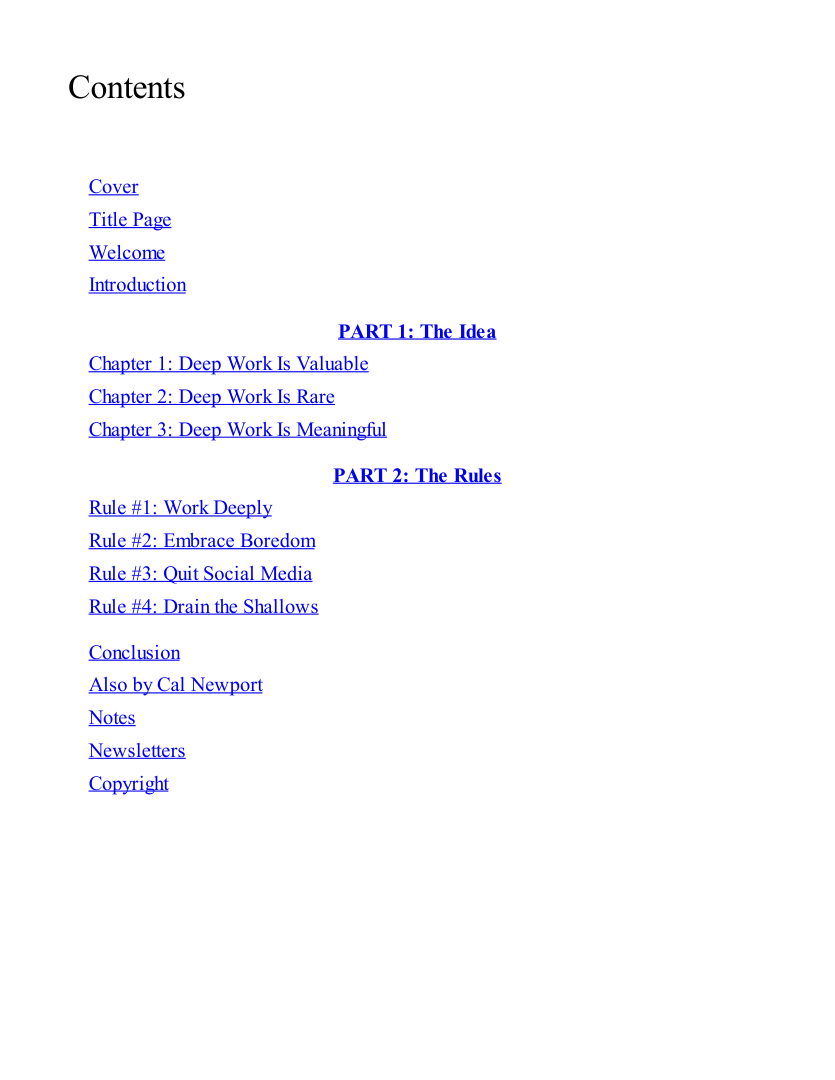 Contents
Cover
Title Page
Welcome
Introduction
PART 1: The Idea
Chapter 1: Deep Work Is Valuable
Chapter 2: Deep Work Is Rare
Chapter 3: Deep Work Is Meaningful
PART 2: The Rules
Rule #1: Work Deeply
Rule #2: Embrace Boredom
Rule #3: Quit Social Media
Rule #4: Drain the Shallows
Conclusion
Also by Cal Newport
Notes
Newsletters
Copyright